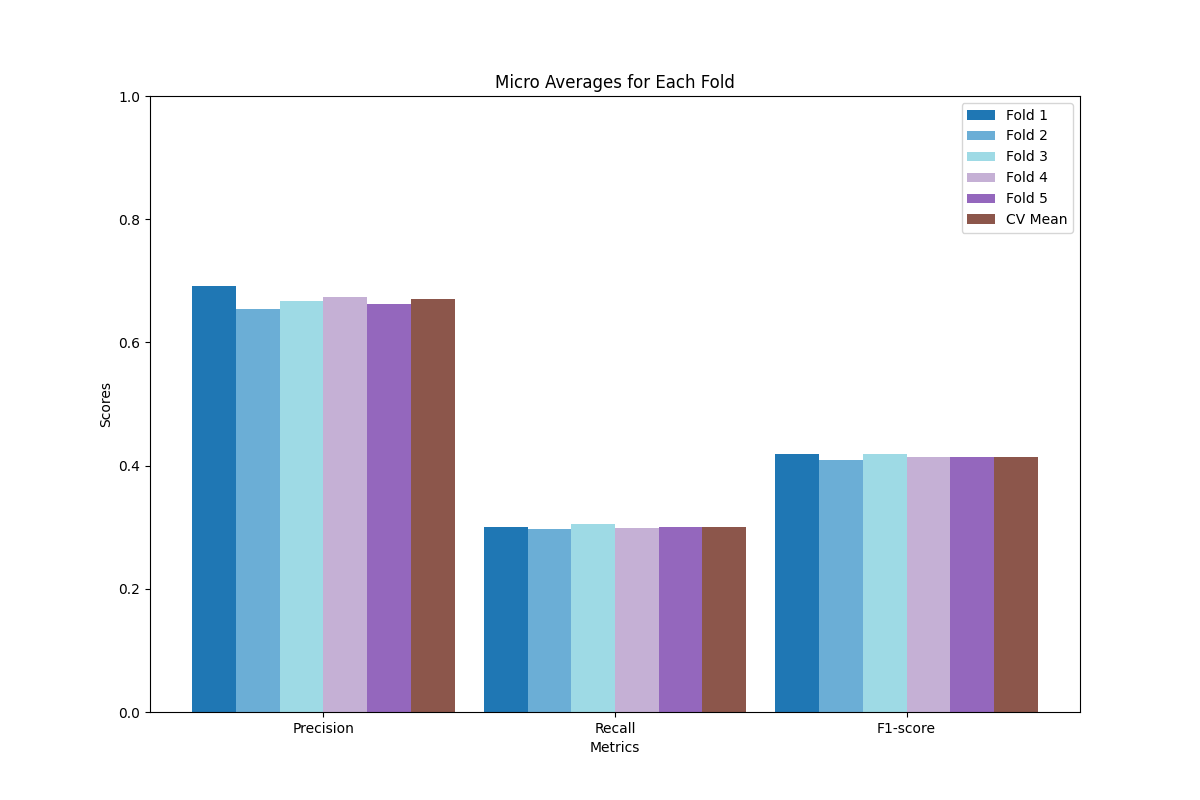 Micro Averages for Each Fold
1.0
0.8
0.6
0.4
0.2
0.0
Scores
Precision
Recall
F1-score
Metrics
Fold 1
Fold 2
Fold 3
Fold 4
Fold 5
CV Mean